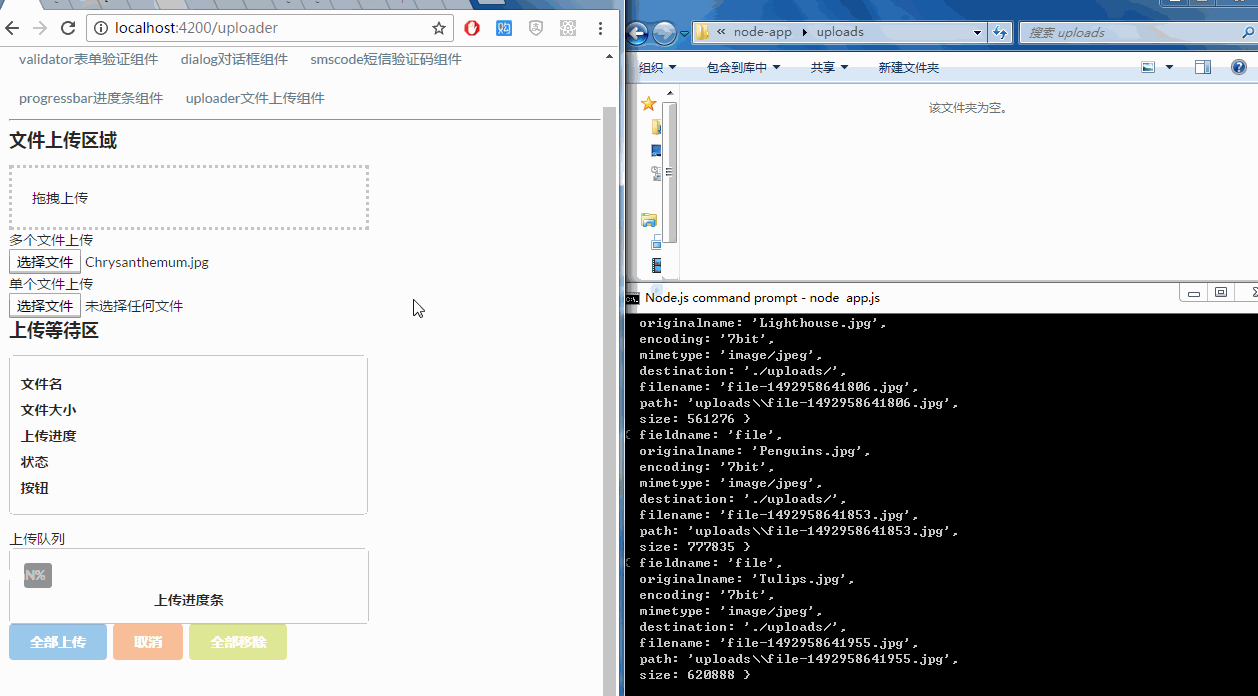 localhost:4200/uploader
validator表单验证组件 dialog对话框组件 smscode短信验证码组件
progressbar进度条组件 uploader文件上传组件
文件上传区域
拖拽上传
多个文件上传
选择文件 Chrysanthemum.jpg
单个文件上传
选择文件 未选择任何文件
上传等待区
文件名
文件大小
上传进度
状态
按钮
上传队列
N%
上传进度条
全部上传 取消 全部移除
« node-app uploads
搜索 uploads
组织 包含到库中 共享 新建文件夹
该文件夹为空。
Node.js command prompt - node app.js
originalname: 'Lighthouse.jpg',
encoding: '7bit',
mimetype: 'image/jpeg',
destination: './uploads/',
filename: 'file-1492958641806.jpg',
path: 'uploads\\file-1492958641806.jpg',
size: 561276 }
{ fieldname: 'file',
originalname: 'Penguins.jpg',
encoding: '7bit',
mimetype: 'image/jpeg',
destination: './uploads/',
filename: 'file-1492958641853.jpg',
path: 'uploads\\file-1492958641853.jpg',
size: 777835 }
{ fieldname: 'file',
originalname: 'Tulips.jpg',
encoding: '7bit',
mimetype: 'image/jpeg',
destination: './uploads/',
filename: 'file-1492958641955.jpg',
path: 'uploads\\file-1492958641955.jpg',
size: 620888 }